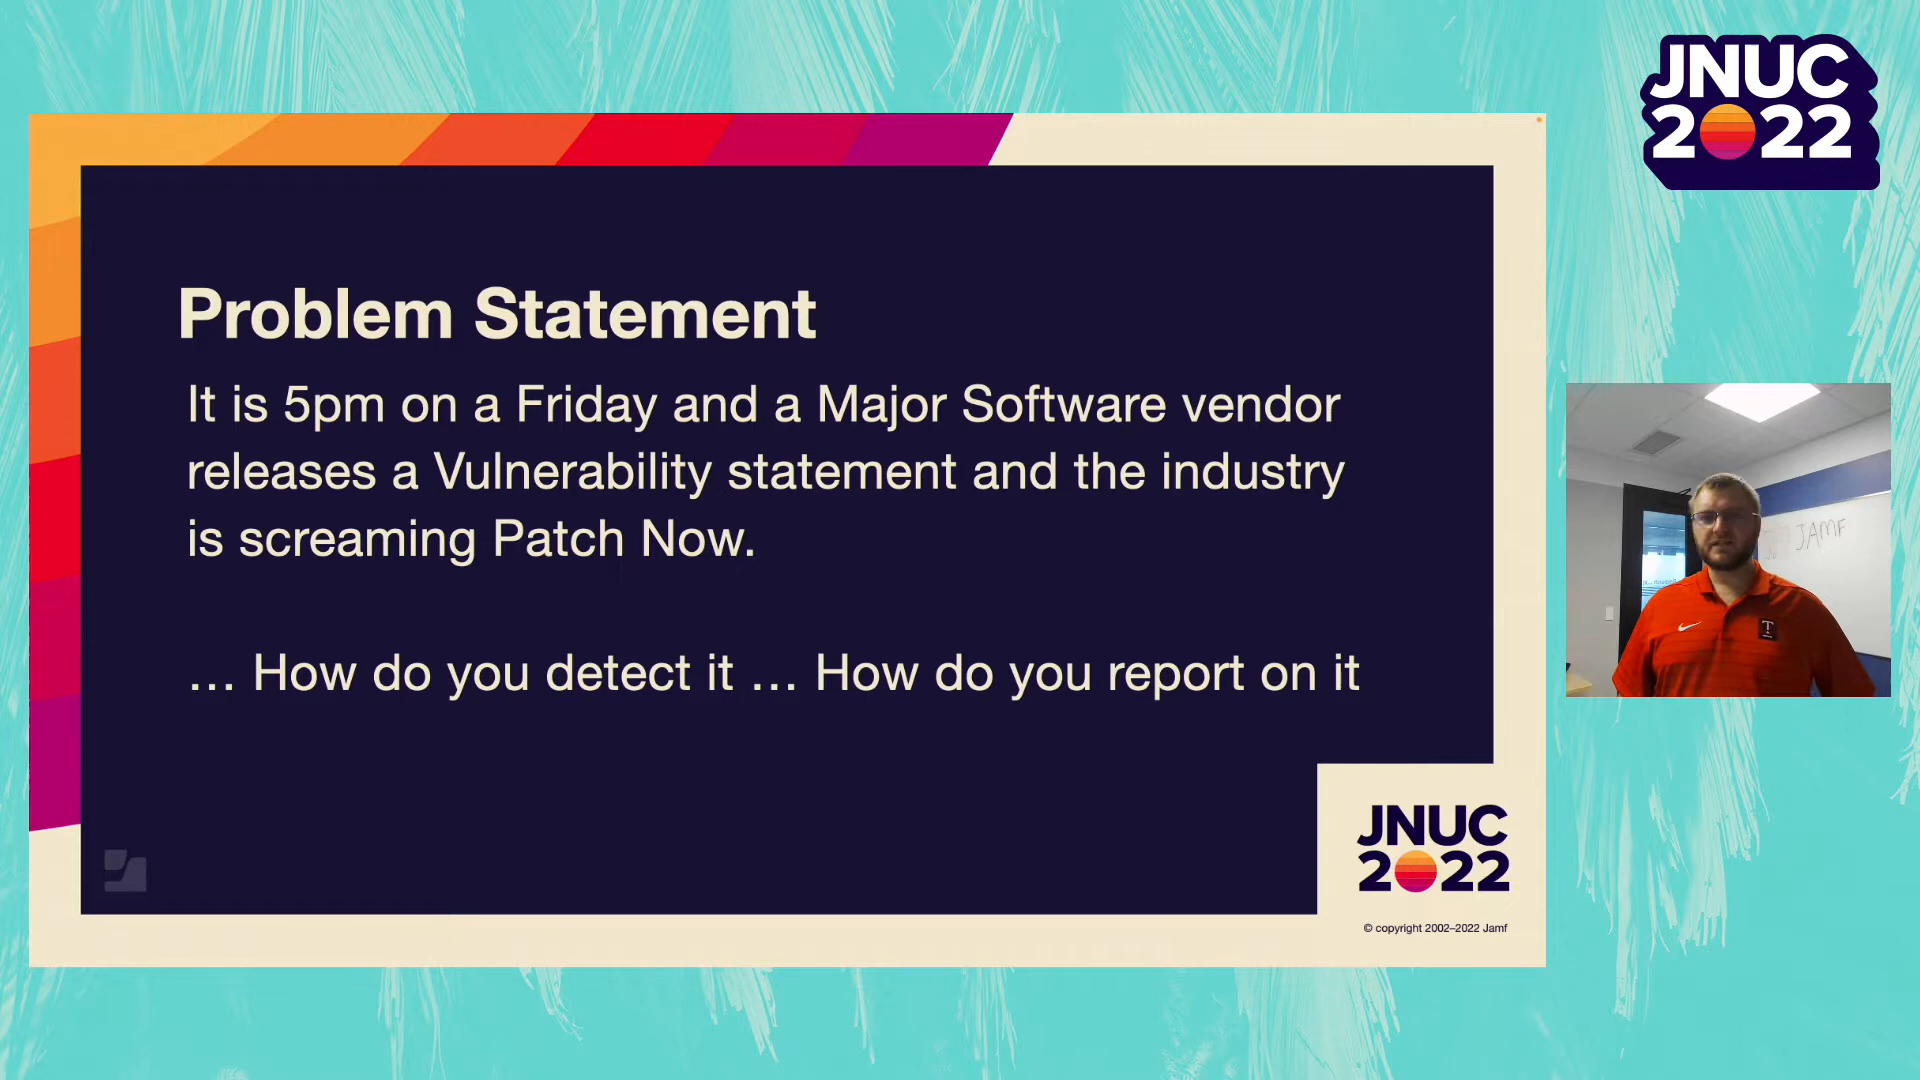 JNUC
2022
Problem Statement
It is 5pm on a Friday and a Major Software vendor
releases a Vulnerability statement and the industry
is screaming Patch Now.
... How do you detect it ... How do you report on it
JNUC
2022
© copyright 2002–2022 Jamf
JAMF
T